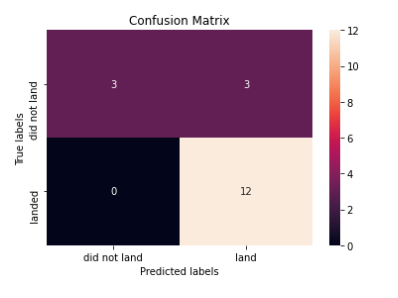 Confusion Matrix
True labels
did not land
landed
3
3
0
12
did not land
land
Predicted labels
12
10
8
6
4
2
0